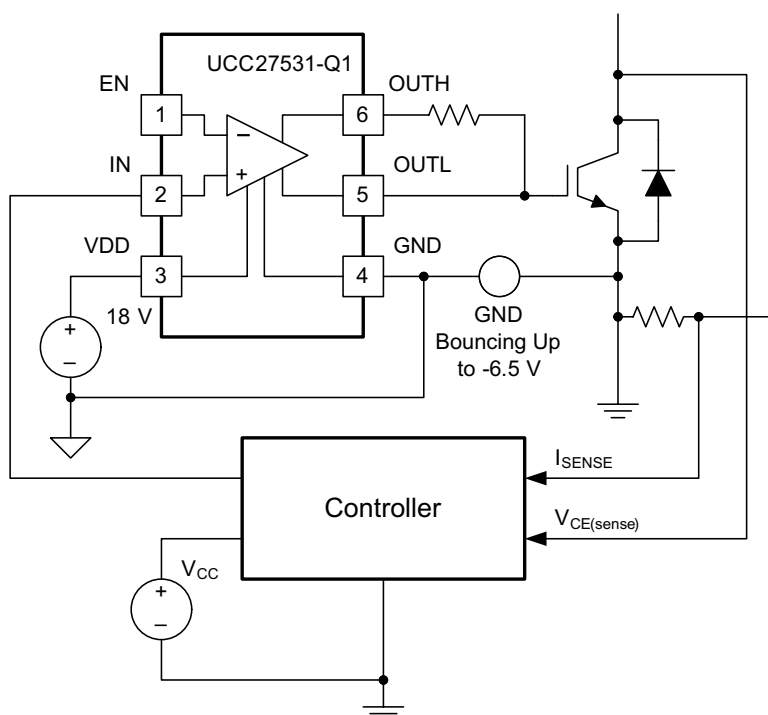 UCC27531-Q1
EN
OUTH
1
6
IN
OUTL
2
5
VDD
GND
3
4
18 V
GND
Bouncing Up
to -6.5 V
+
–
–
+
ISENSE
Controller
VCE(sense)
VCC
+
–